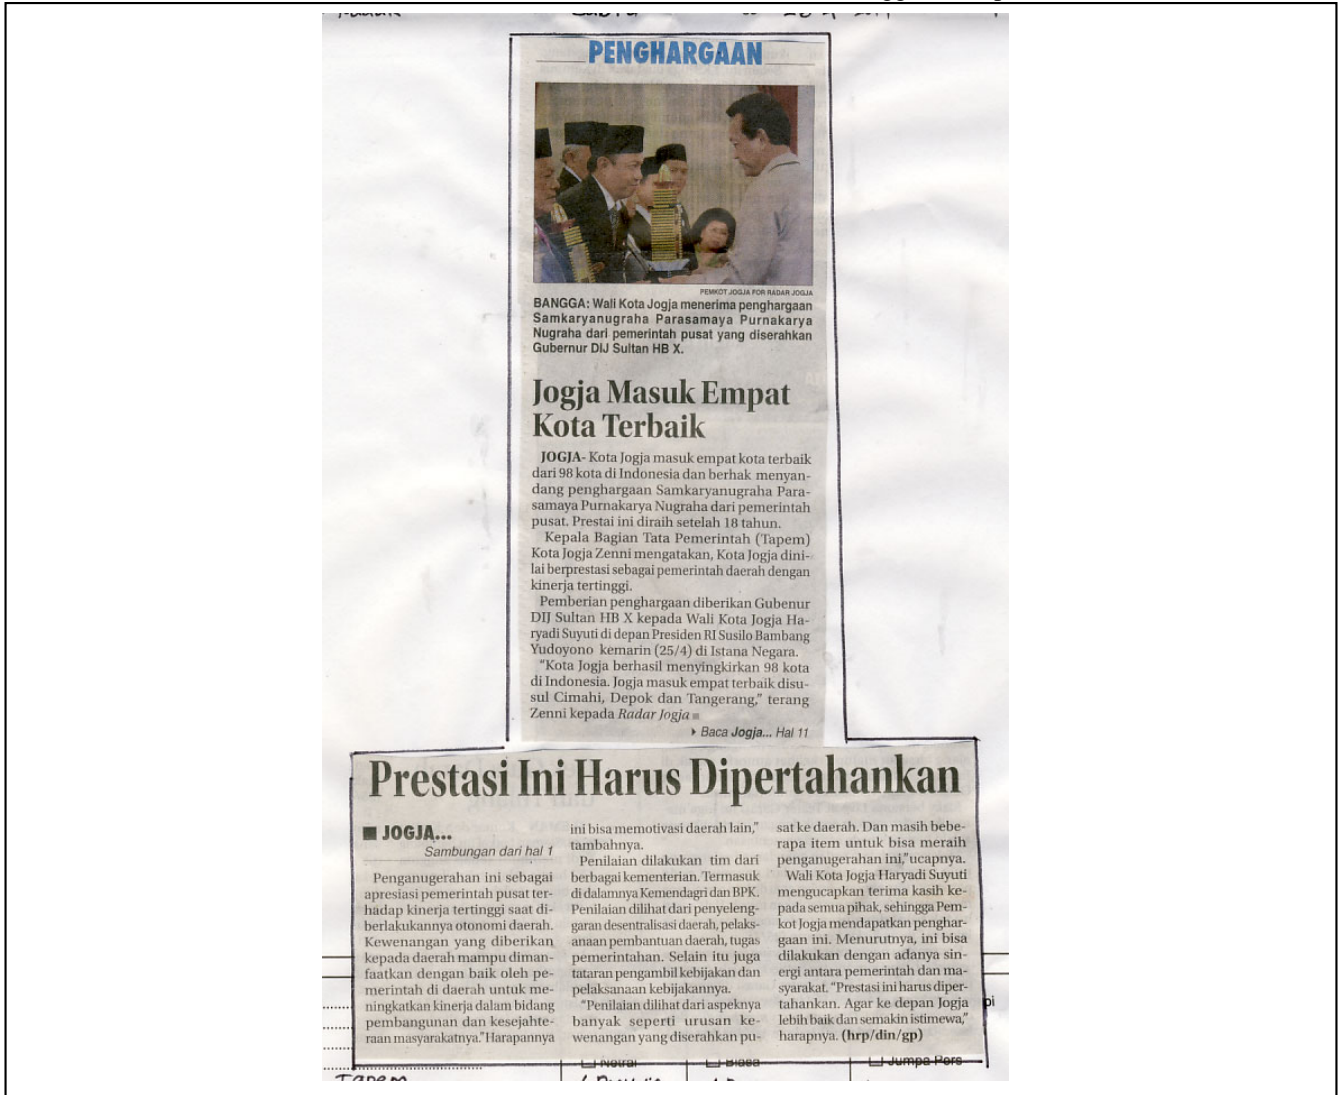 PENGHARGAAN
PEMKOT JOGJA FOR RADAR JOGJA
BANGGA: Wali Kota Jogja menerima penghargaan
Samkaryanugraha Parasamaya Purnakarya
Nugraha dari pemerintah pusat yang diserahkan
Gubernur DIJ Sultan HB X.
Jogja Masuk Empat
Kota Terbaik
JOGJA- Kota Jogja masuk empat kota terbaik
dari 98 kota di Indonesia dan berhak menyan-
dang penghargaan Samkaryanugraha Para-
samaya Purnakarya Nugraha dari pemerintah
pusat. Prestai ini diraih setelah 18 tahun.
Kepala Bagian Tata Pemerintah (Tapem)
Kota Jogja Zenni mengatakan, Kota Jogja dini-
lai berprestasi sebagai pemerintah daerah dengan
kinerja tertinggi.
Pemberian penghargaan diberikan Gubenur
DIJ Sultan HB X kepada Wali Kota Jogja Ha-
ryadi Suyuti di depan Presiden RI Susilo Bambang
Yudoyono kemarin (25/4) di Istana Negara.
"Kota Jogja berhasil menyingkirkan 98 kota
di Indonesia. Jogja masuk empat terbaik disu-
sul Cimahi, Depok dan Tangerang," terang
Zenni kepada Radar Jogja
Baca Jogja... Hal 11
Prestasi Ini Harus Dipertahankan
JOGJA...
Sambungan dari hal 1
Penganugerahan ini sebagai
apresiasi pemerintah pusat ter-
hadap kinerja tertinggi saat di-
berlakukannya otonomi daerah.
Kewenangan yang diberikan
kepada daerah mampu diman-
faatkan dengan baik oleh pe-
merintah di daerah untuk me-
ningkatkan kinerja dalam bidang
pembangunan dan kesejahte-
raan masyarakatnya."Harapannya
ini bisa memotivasi daerah lain,"
tambahnya.
Penilaian dilakukan tim dari
berbagai kementerian. Termasuk
di dalamnya Kemendagri dan BPK.
Penilaian dilihat dari penyeleng-
garan desentralisasi daerah, pelaks-
anaan pembantuan daerah, tugas
pemerintahan. Selain itu juga
tataran pengambil kebijakan dan
pelaksanaan kebijakannya.
"Penilaian dilihat dari aspeknya
banyak seperti urusan ke-
wenangan yang diserahkan pu-
sat ke daerah. Dan masih bebe-
rapa item untuk bisa meraih
penganugerahan ini,"ucapnya.
Wali Kota Jogja Haryadi Suyuti
mengucapkan terima kasih ke-
pada semua pihak, sehingga Pem-
kot Jogja mendapatkan penghar-
gaan ini. Menurutnya, ini bisa
dilakukan dengan adanya sin-
ergi antara pemerintah dan ma-
syarakat. "Prestasi ini harus diper-
tahankan. Agar ke depan Jogja
lebih baik dan semakin istimewa,"
harapnya. (hrp/din/gp)
pi
Netral
Biasa
Jumpa Pers
Tapem